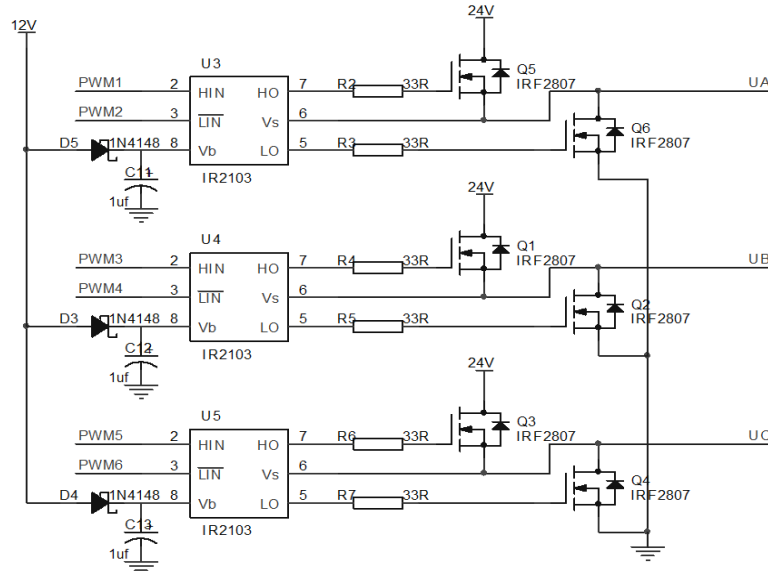 12V
24V
U3
Q5
PWM1 2 HIN HO 7 R2 33R IRF2807 UA
PWM2 3 LIN Vs 6
Q6
D5 1N4148 8 Vb LO 5 R3 33R IRF2807
C11+
IR2103
1uf
24V
U4
Q1
PWM3 2 HIN HO 7 R4 33R IRF2807 UB
PWM4 3 LIN Vs 6
Q2
D3 1N4148 8 Vb LO 5 R5 33R IRF2807
C12+
IR2103
1uf
24V
U5
Q3
PWM5 2 HIN HO 7 R6 33R IRF2807 UC
PWM6 3 LIN Vs 6
Q4
D4 1N4148 8 Vb LO 5 R7 33R IRF2807
C13+
IR2103
1uf